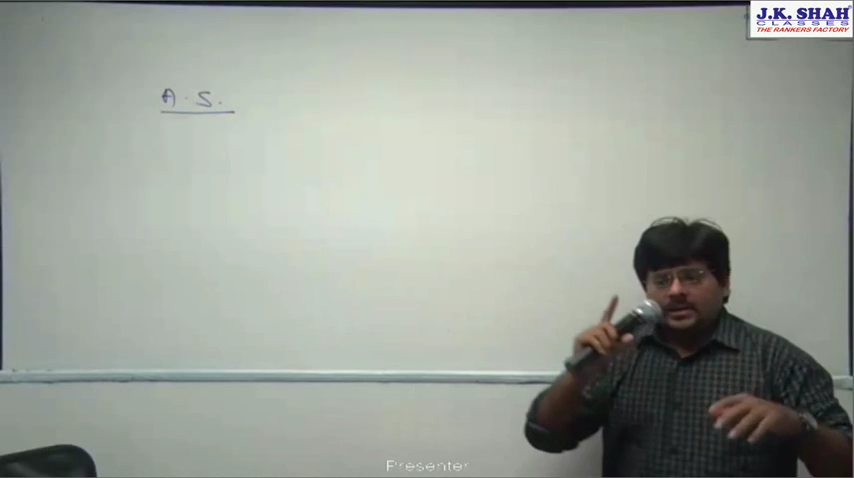 J.K. SHAH
CLASSES
THE RANKERS FACTORY
A. S.
Presenter